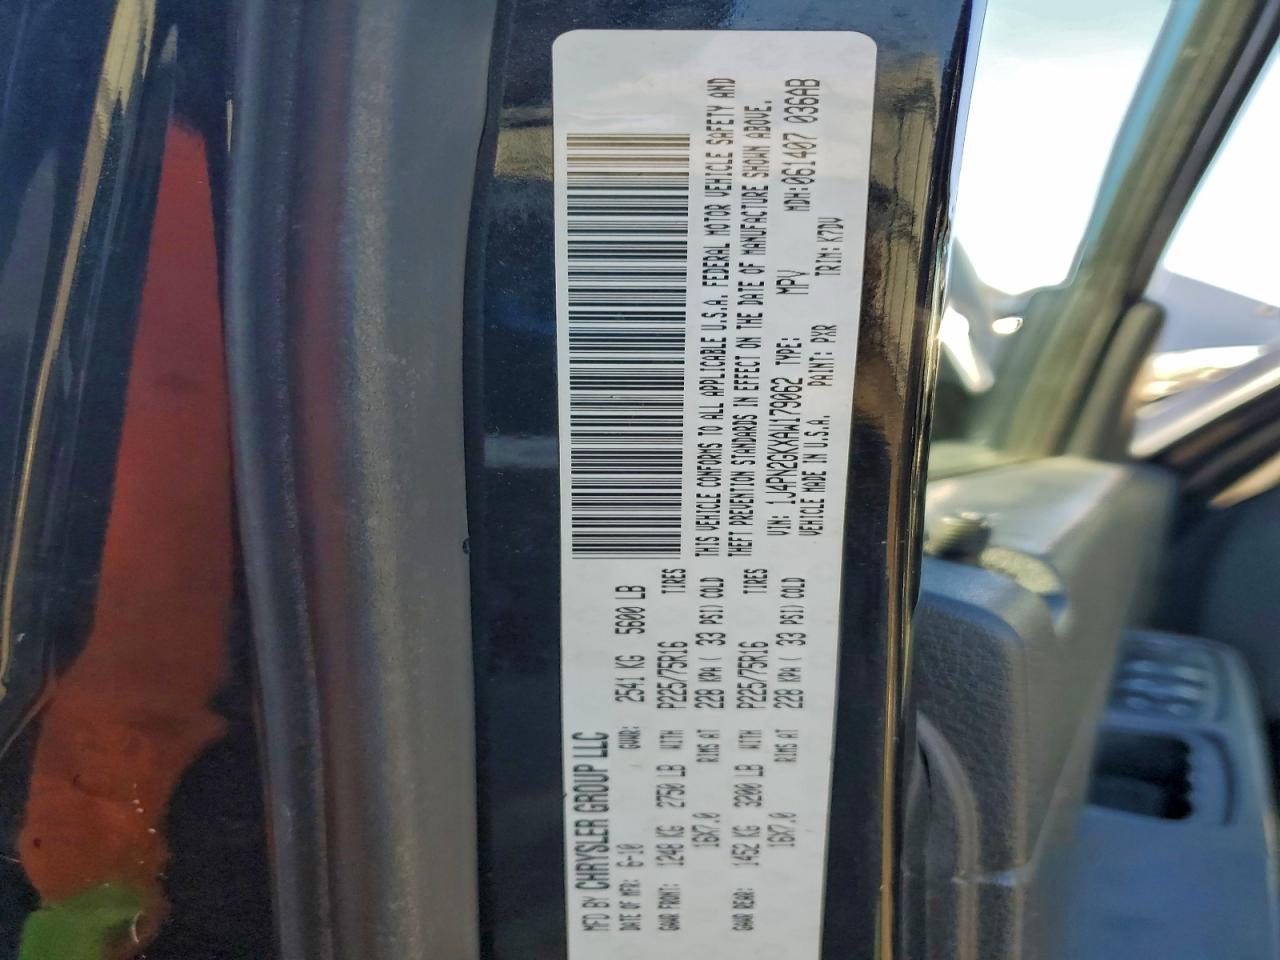 MFD BY CHRYSLER GROUP LLC
DATE OF MFR: 6-10 GVWR: 2541 KG 5600 LB
GAWR FRONT: 1248 KG 2750 LB WITH P225/75R16 TIRES
16X7.0 RIMS AT 228 KPA ( 33 PSI) COLD
GAWR REAR: 1452 KG 3200 LB WITH P225/75R16 TIRES
16X7.0 RIMS AT 228 KPA ( 33 PSI) COLD
THIS VEHICLE CONFORMS TO ALL APPLICABLE U.S.A. FEDERAL MOTOR VEHICLE SAFETY AND
THEFT PREVENTION STANDARDS IN EFFECT ON THE DATE OF MANUFACTURE SHOWN ABOVE.
VIN: 1J4PN2GKXAW179062 TYPE: MPV MDH:061407 036AB
VEHICLE MADE IN U.S.A. PAINT: PXR TRIM: K7DV